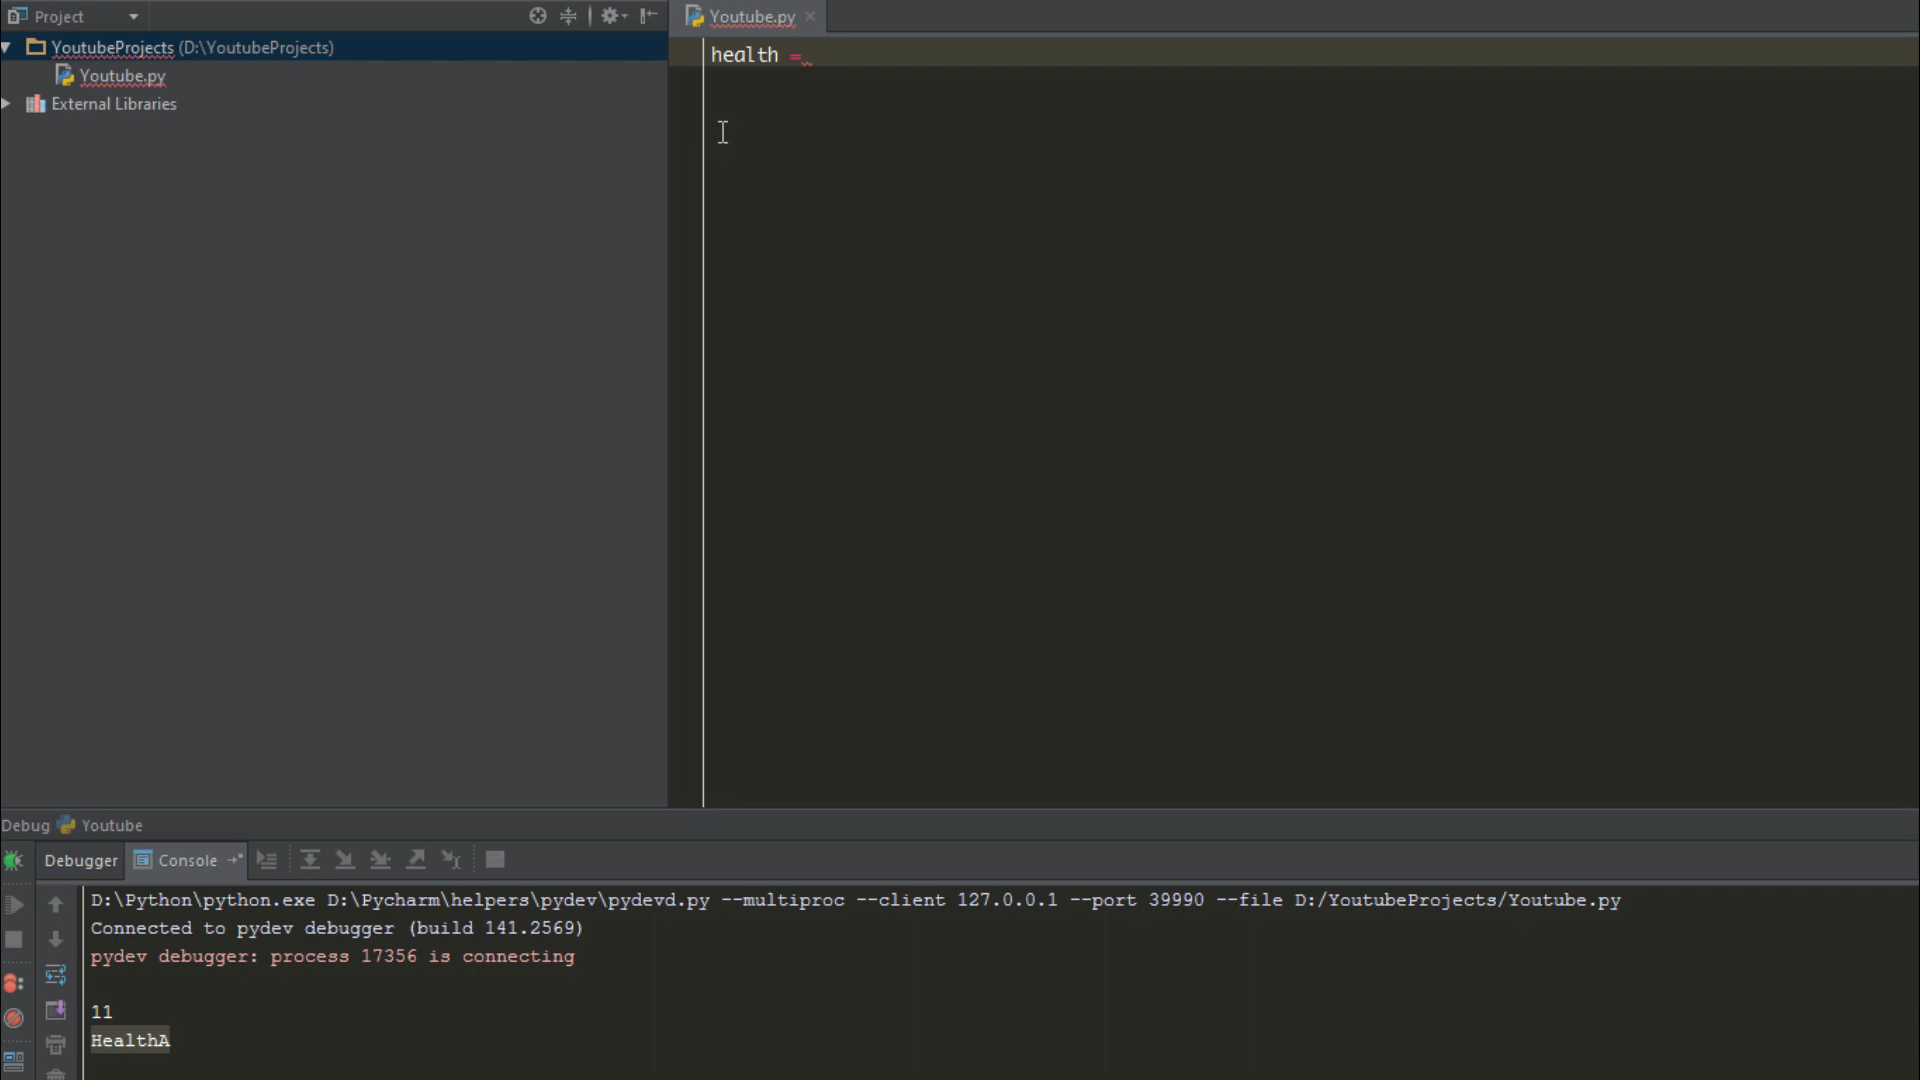 Project
YoutubeProjects (D:\YoutubeProjects)
Youtube.py
External Libraries
Youtube.py
health =
Debug Youtube
Debugger Console
D:\Python\python.exe D:\Pycharm\helpers\pydev\pydevd.py --multiproc --client 127.0.0.1 --port 39990 --file D:/YoutubeProjects/Youtube.py
Connected to pydev debugger (build 141.2569)
pydev debugger: process 17356 is connecting
11
HealthA